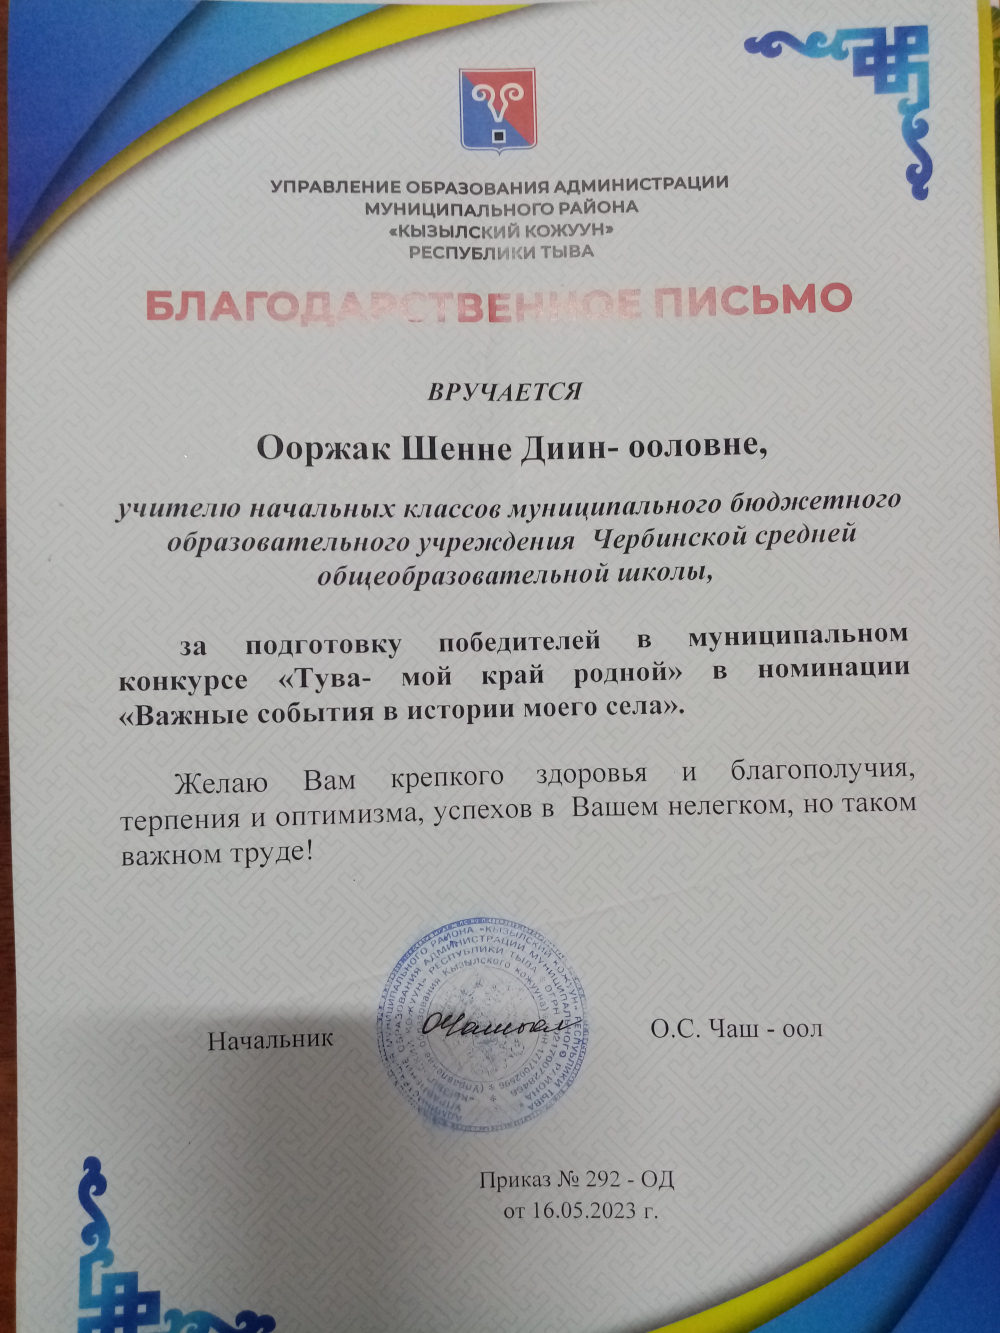 УПРАВЛЕНИЕ ОБРАЗОВАНИЯ АДМИНИСТРАЦИИ
МУНИЦИПАЛЬНОГО РАЙОНА
«КЫЗЫЛСКИЙ КОЖУУН»
РЕСПУБЛИКИ ТЫВА
БЛАГОДАРСТВЕННОЕ ПИСЬМО
ВРУЧАЕТСЯ
Ооржак Шенне Диин- ооловне,
учителю начальных классов муниципального бюджетного
образовательного учреждения Чербинской средней
общеобразовательной школы,
за подготовку победителей в муниципальном
конкурсе «Тува- мой край родной» в номинации
«Важные события в истории моего села».
Желаю Вам крепкого здоровья и благополучия,
терпения и оптимизма, успехов в Вашем нелегком, но таком
важном труде!
Начальник
О.С. Чаш - оол
Приказ № 292 - ОД
от 16.05.2023 г.